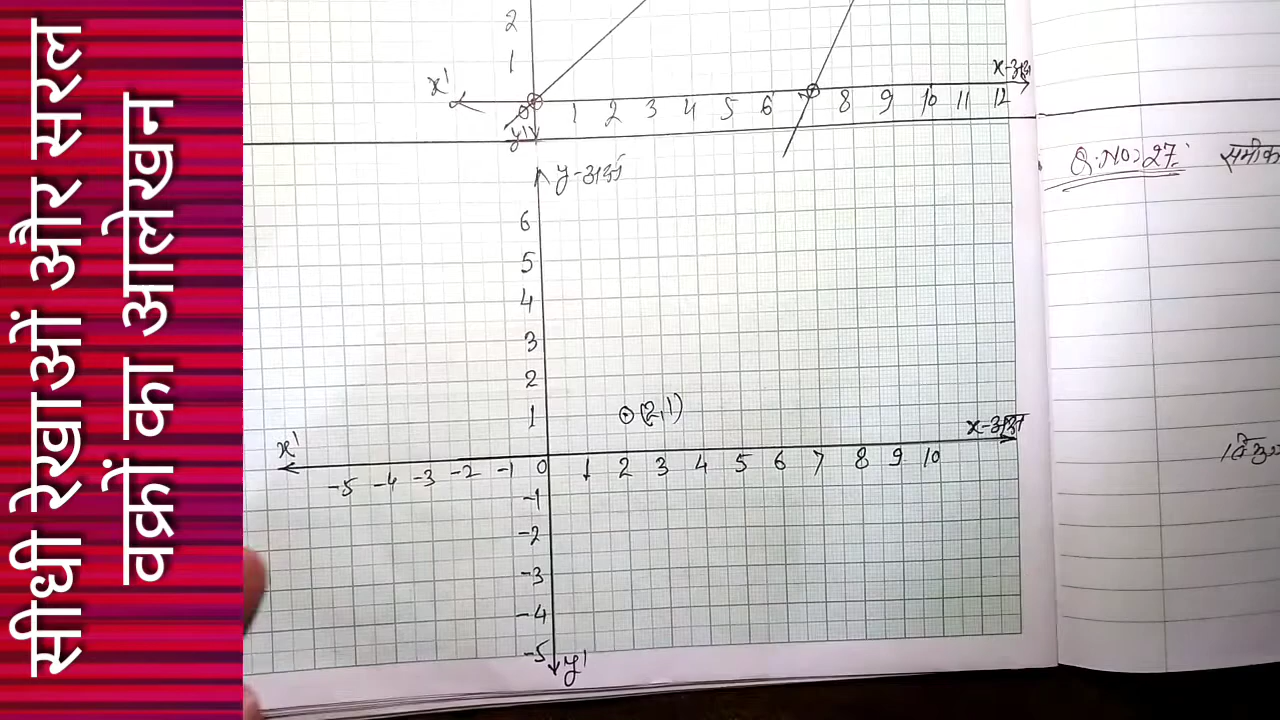 सीधी रेखाओं और सरल
वक्रों का आलेखन
2
1
x'
0
1 2 3 4 5 6 7 8 9 10 11 12
x-अक्ष
y'
y-अक्ष
6
5
4
3
2
1
(2,1)
x'
x-अक्ष
-5 -4 -3 -2 -1 0 1 2 3 4 5 6 7 8 9 10
-1
-2
-3
-4
-5
y'
Q.NO:27: